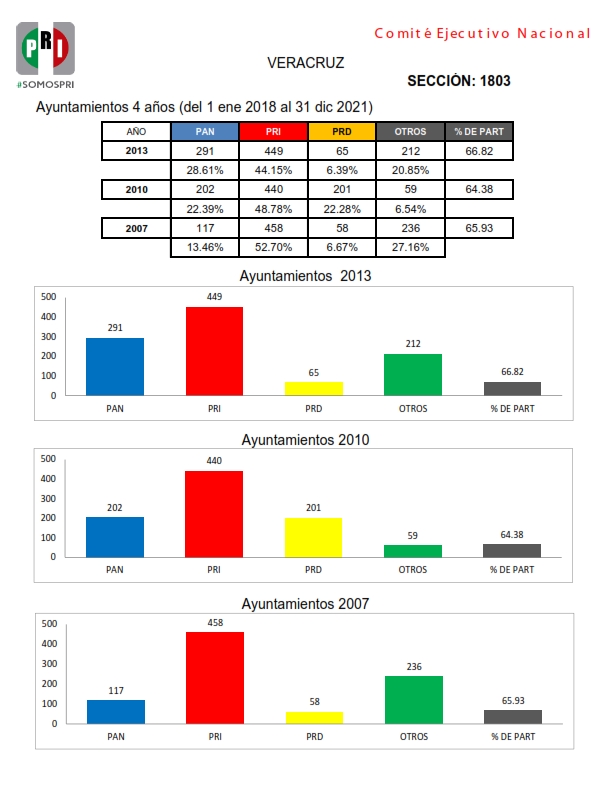 Comité Ejecutivo Nacional
PRI
#SOMOSPRI
VERACRUZ
SECCIÓN: 1803
Ayuntamientos 4 años (del 1 ene 2018 al 31 dic 2021)
AÑO PAN PRI PRD OTROS % DE PART
2013 291 449 65 212 66.82
28.61% 44.15% 6.39% 20.85%
2010 202 440 201 59 64.38
22.39% 48.78% 22.28% 6.54%
2007 117 458 58 236 65.93
13.46% 52.70% 6.67% 27.16%
Ayuntamientos 2013
500
400
300
200
100
0
291 449 65 212 66.82
PAN PRI PRD OTROS % DE PART
Ayuntamientos 2010
500
400
300
200
100
0
202 440 201 59 64.38
PAN PRI PRD OTROS % DE PART
Ayuntamientos 2007
500
400
300
200
100
0
117 458 58 236 65.93
PAN PRI PRD OTROS % DE PART